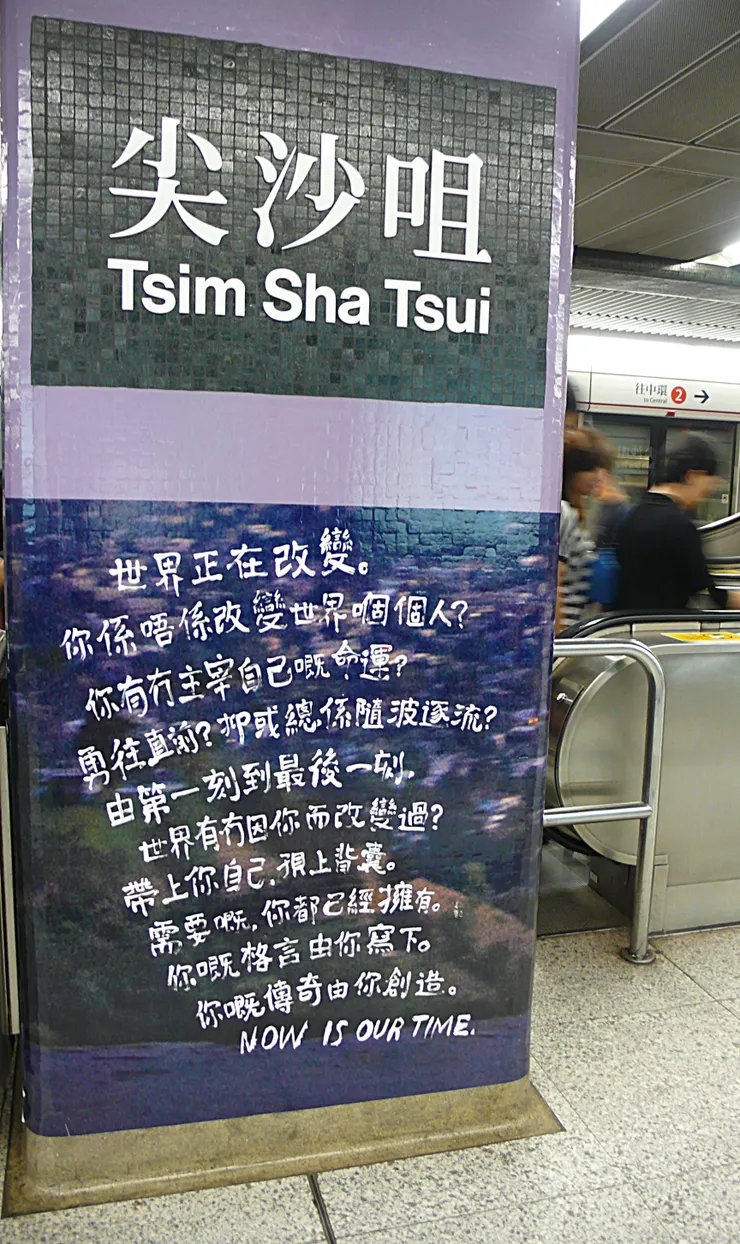 尖沙咀
Tsim Sha Tsui
往中環 2 →
to Central
世界正在改變。
你係唔係改變世界嗰個人?
你有冇主宰自己嘅命運?
勇往直前? 抑或總係隨波逐流?
由第一刻到最後一刻,
世界有冇因你而改變過?
帶上你自己,孭上背囊。
需要嘅,你都已經擁有。
你嘅格言由你寫下。
你嘅傳奇由你創造。
NOW IS OUR TIME.